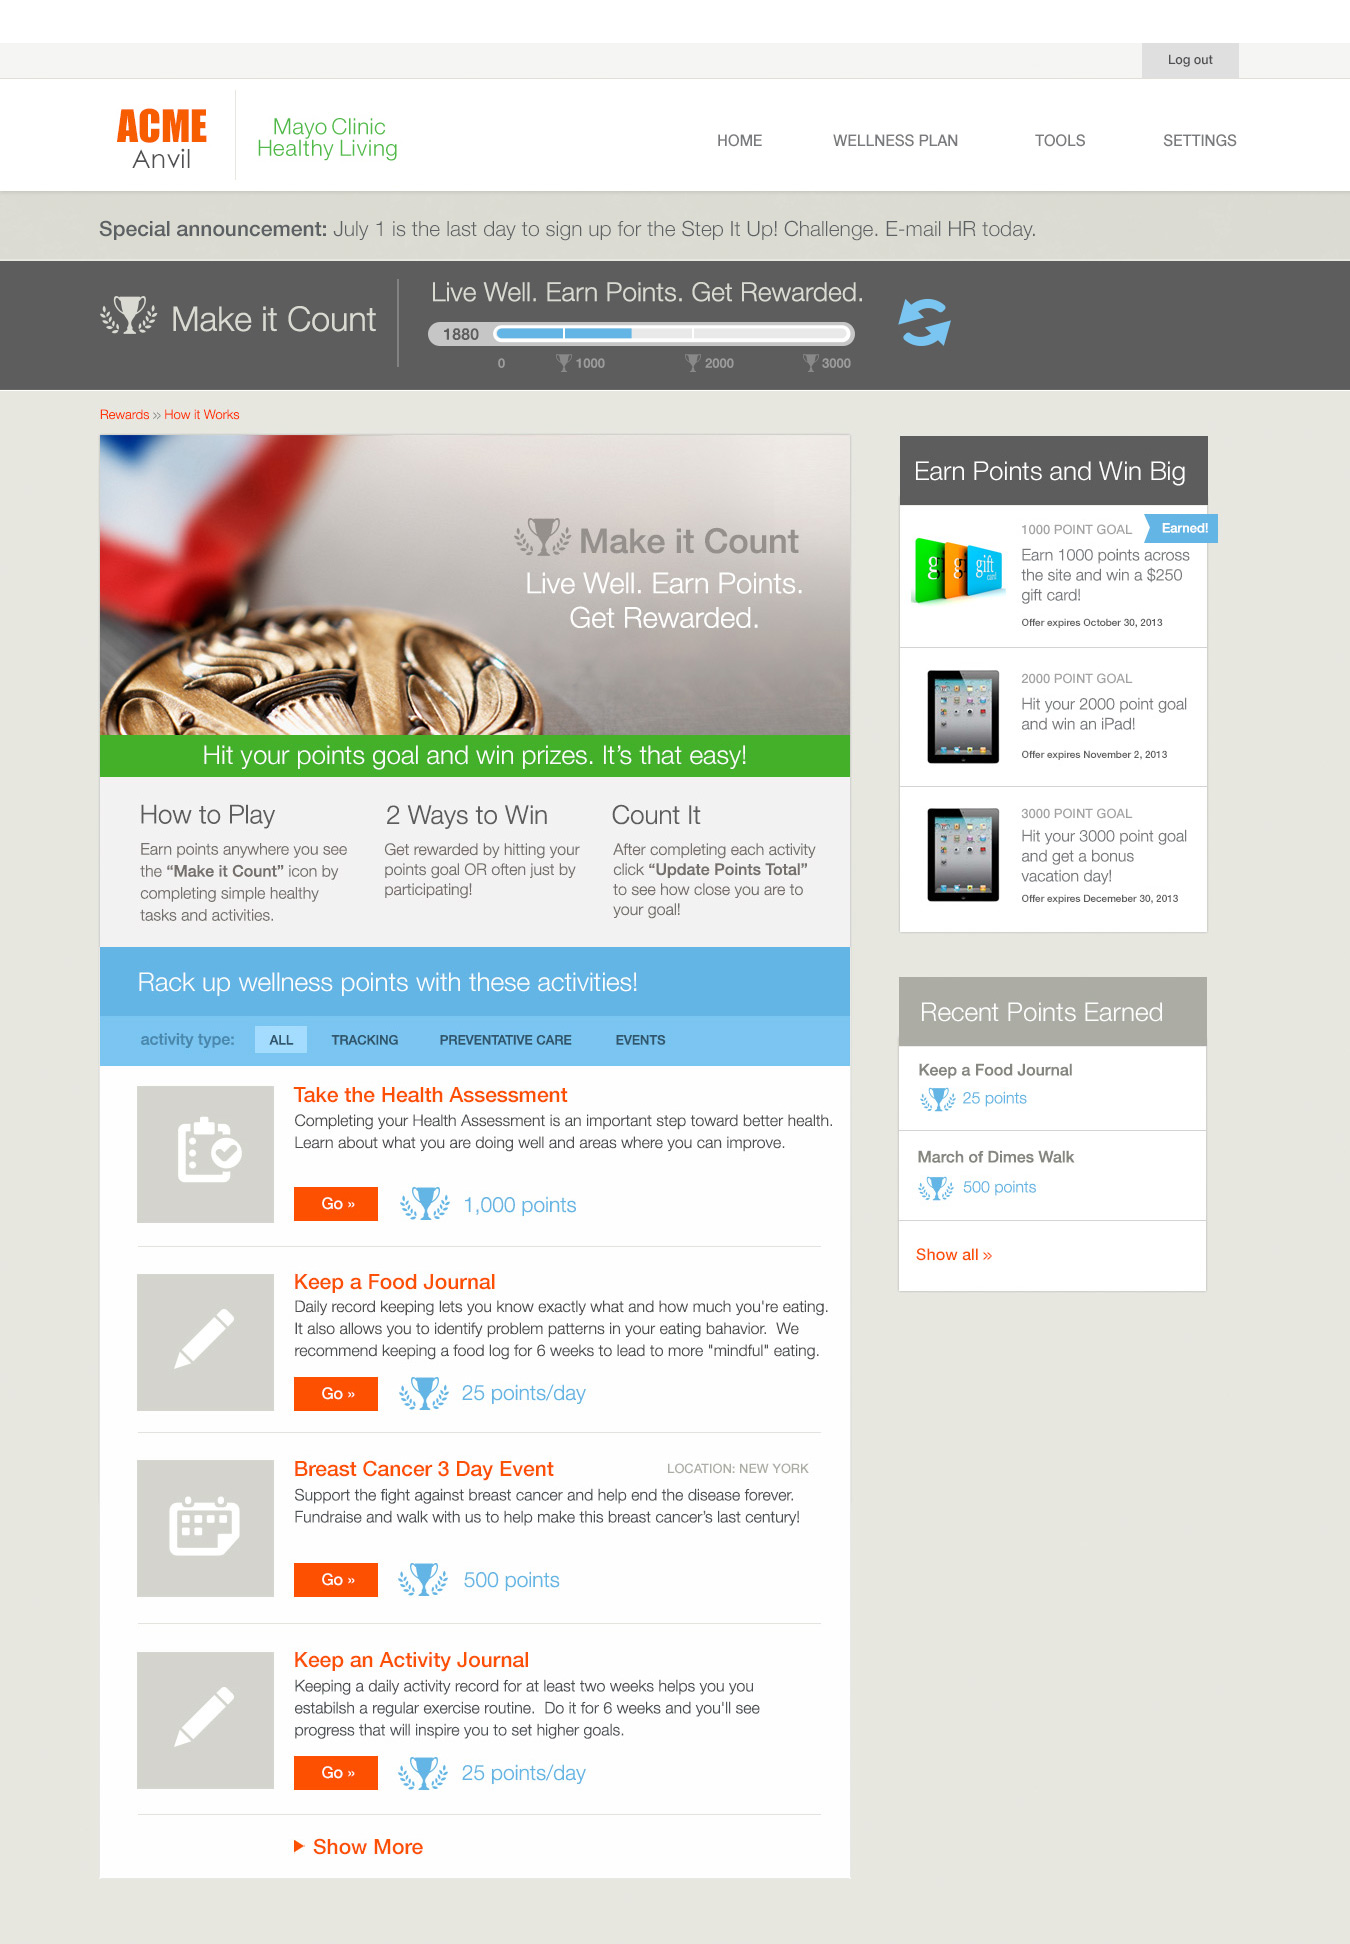 Log out
ACME
Anvil
Mayo Clinic
Healthy Living
HOME WELLNESS PLAN TOOLS SETTINGS
Special announcement: July 1 is the last day to sign up for the Step It Up! Challenge. E-mail HR today.
Make it Count
Live Well. Earn Points. Get Rewarded.
1880
0 1000 2000 3000
Rewards » How it Works
Make it Count
Live Well. Earn Points.
Get Rewarded.
Hit your points goal and win prizes. It's that easy!
How to Play
Earn points anywhere you see
the “Make it Count” icon by
completing simple healthy
tasks and activities.
2 Ways to Win
Get rewarded by hitting your
points goal OR often just by
participating!
Count It
After completing each activity
click “Update Points Total”
to see how close you are to
your goal!
Rack up wellness points with these activities!
activity type: ALL TRACKING PREVENTATIVE CARE EVENTS
Take the Health Assessment
Completing your Health Assessment is an important step toward better health.
Learn about what you are doing well and areas where you can improve.
Go » 1,000 points
Keep a Food Journal
Daily record keeping lets you know exactly what and how much you're eating.
It also allows you to identify problem patterns in your eating bahavior.  We
recommend keeping a food log for 6 weeks to lead to more "mindful" eating.
Go » 25 points/day
Breast Cancer 3 Day Event LOCATION: NEW YORK
Support the fight against breast cancer and help end the disease forever.
Fundraise and walk with us to help make this breast cancer's last century!
Go » 500 points
Keep an Activity Journal
Keeping a daily activity record for at least two weeks helps you you
estabilsh a regular exercise routine.  Do it for 6 weeks and you'll see
progress that will inspire you to set higher goals.
Go » 25 points/day
Show More
Earn Points and Win Big
1000 POINT GOAL Earned!
g g gift
card
Earn 1000 points across
the site and win a $250
gift card!
Offer expires October 30, 2013
2000 POINT GOAL
Hit your 2000 point goal
and win an iPad!
Offer expires November 2, 2013
3000 POINT GOAL
Hit your 3000 point goal
and get a bonus
vacation day!
Offer expires Decemeber 30, 2013
Recent Points Earned
Keep a Food Journal
25 points
March of Dimes Walk
500 points
Show all »